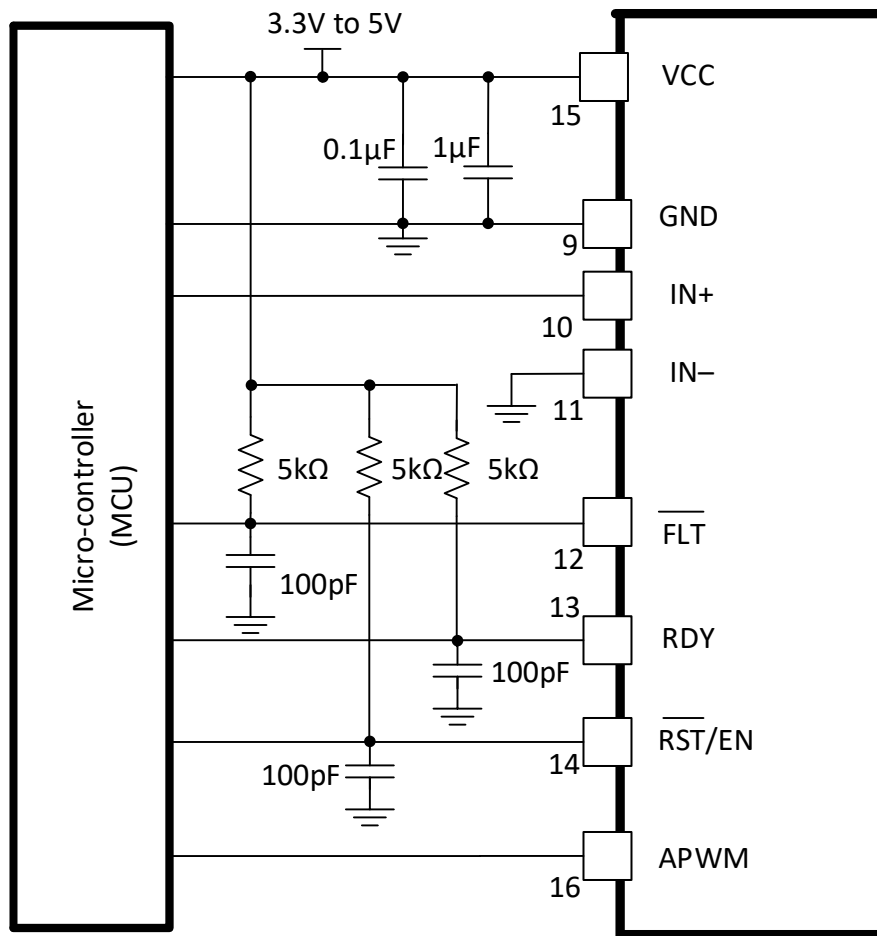 3.3V to 5V
VCC
15
0.1µF
1µF
GND
9
IN+
10
IN–
11
Micro-controller
(MCU)
5kΩ
5kΩ
5kΩ
FLT
12
100pF
13
RDY
100pF
RST/EN
14
100pF
APWM
16